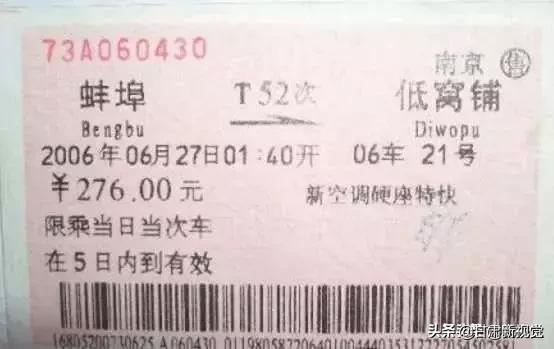 73A060430
南京 售
蚌埠 T52次 低窝铺
Bengbu Diwopu
2006年06月27日01:40开 06车 21号
￥276.00元 新空调硬座特快
限乘当日当次车
在5日内到有效
头条 @甘肃新视觉